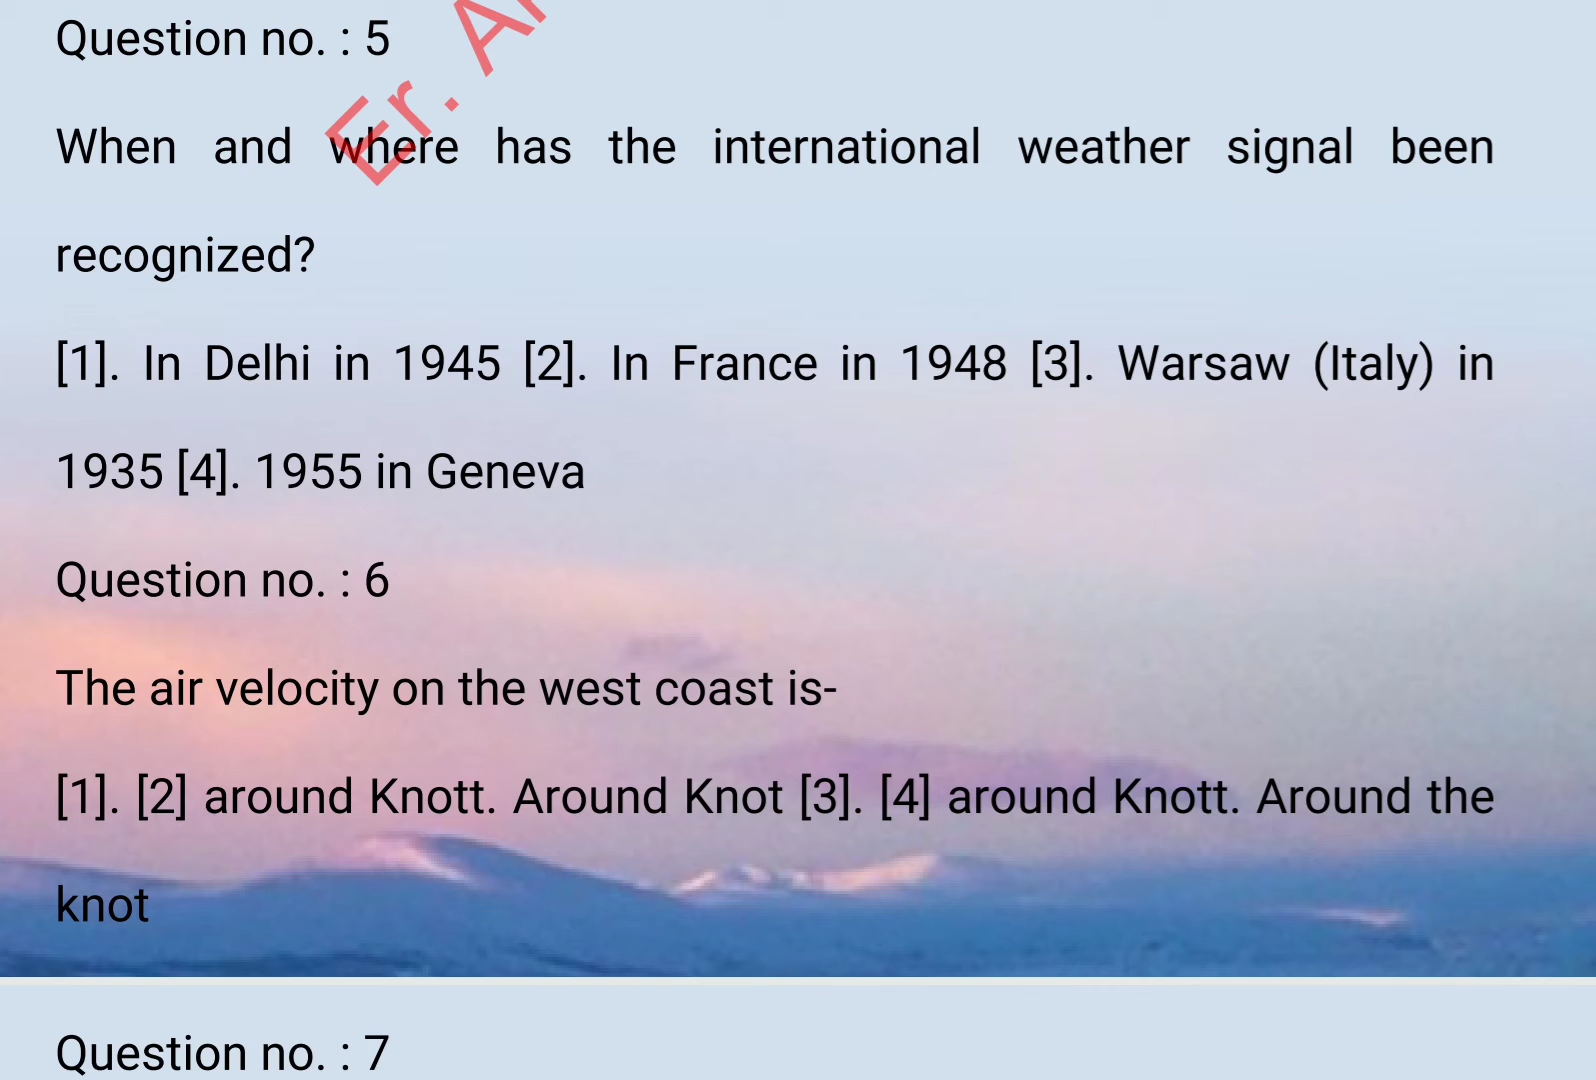 Question no. : 5
When and where has the international weather signal been
recognized?
[1]. In Delhi in 1945 [2]. In France in 1948 [3]. Warsaw (Italy) in
1935 [4]. 1955 in Geneva
Question no. : 6
The air velocity on the west coast is-
[1]. [2] around Knott. Around Knot [3]. [4] around Knott. Around the
knot
Question no. : 7
Er.